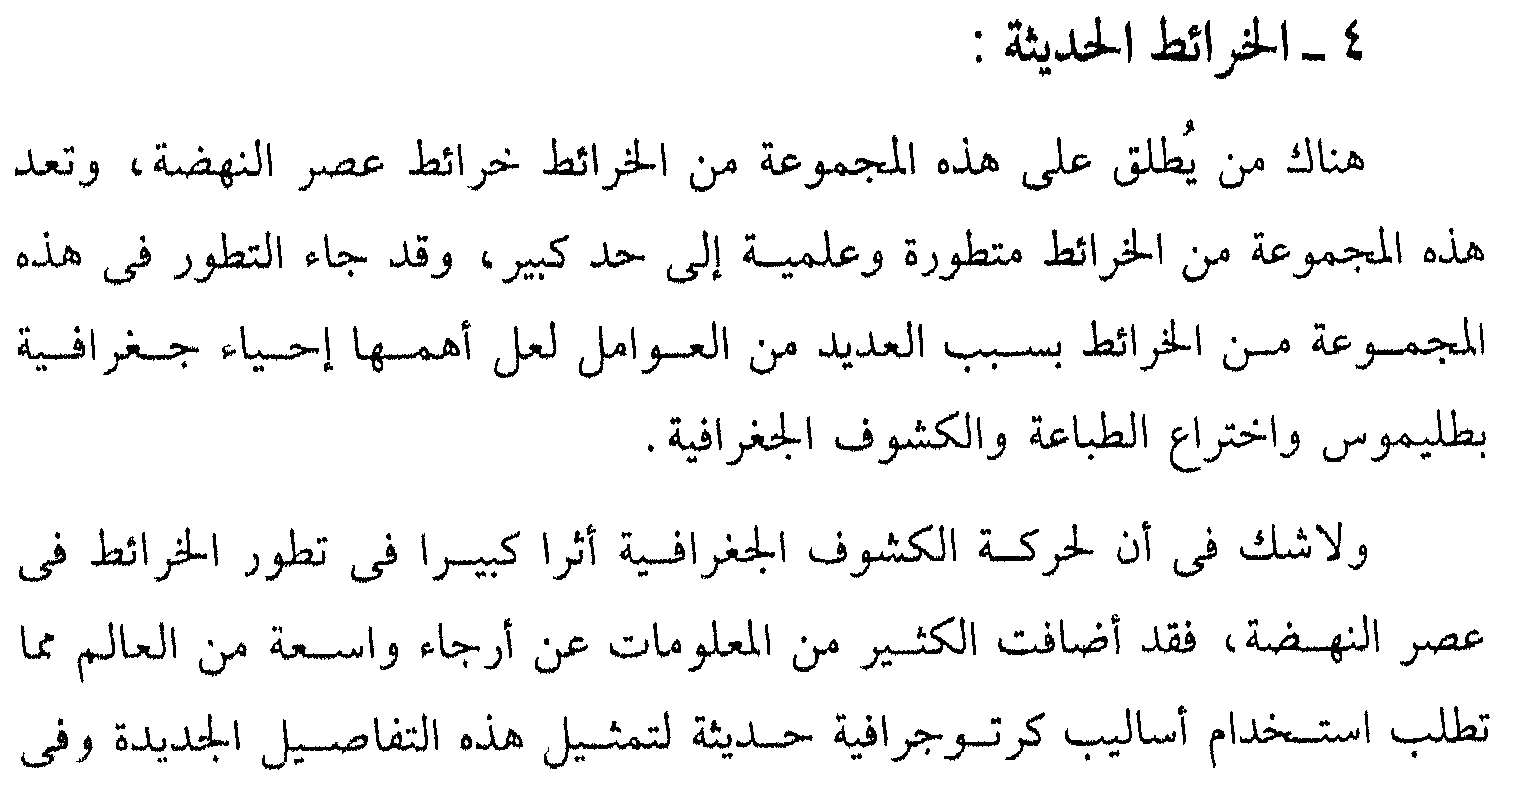 ٤ ـ الخرائط الحديثة :
هناك من يُطلق على هذه المجموعة من الخرائط خرائط عصر النهضة، وتعد
هذه المجموعة من الخرائط متطورة وعلمية إلى حد كبير، وقد جاء التطور فى هذه
المجموعة من الخرائط بسبب العديد من العوامل لعل أهمها إحياء جغرافية
بطليموس واختراع الطباعة والكشوف الجغرافية .
ولاشك فى أن لحركة الكشوف الجغرافية أثرا كبيرا فى تطور الخرائط فى
عصر النهضة، فقد أضافت الكثير من المعلومات عن أرجاء واسعة من العالم مما
تطلب استخدام أساليب كرتوجرافية حديثة لتمثيل هذه التفاصيل الجديدة وفى